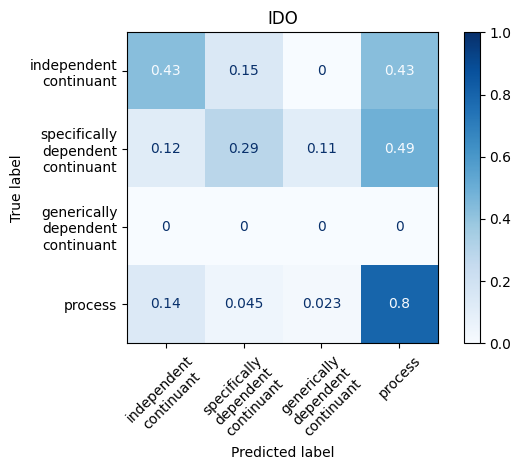 IDO
True label
independent
continuant
0.43 0.15 0 0.43
specifically
dependent
continuant
0.12 0.29 0.11 0.49
generically
dependent
continuant
0 0 0 0
process
0.14 0.045 0.023 0.8
independent
continuant
specifically
dependent
continuant
generically
dependent
continuant
process
Predicted label
1.0
0.8
0.6
0.4
0.2
0.0